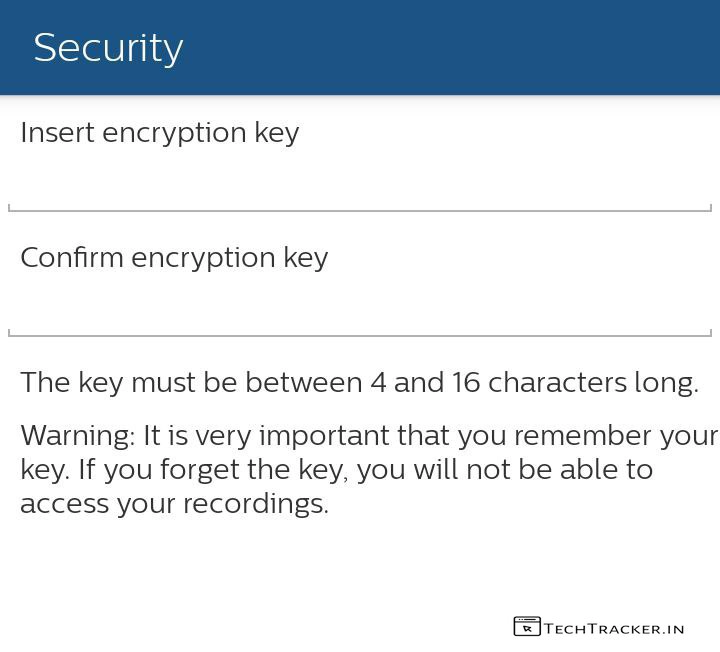 Security
Insert encryption key
Confirm encryption key
The key must be between 4 and 16 characters long.
Warning: It is very important that you remember your
key. If you forget the key, you will not be able to
access your recordings.
TECHTRACKER.IN